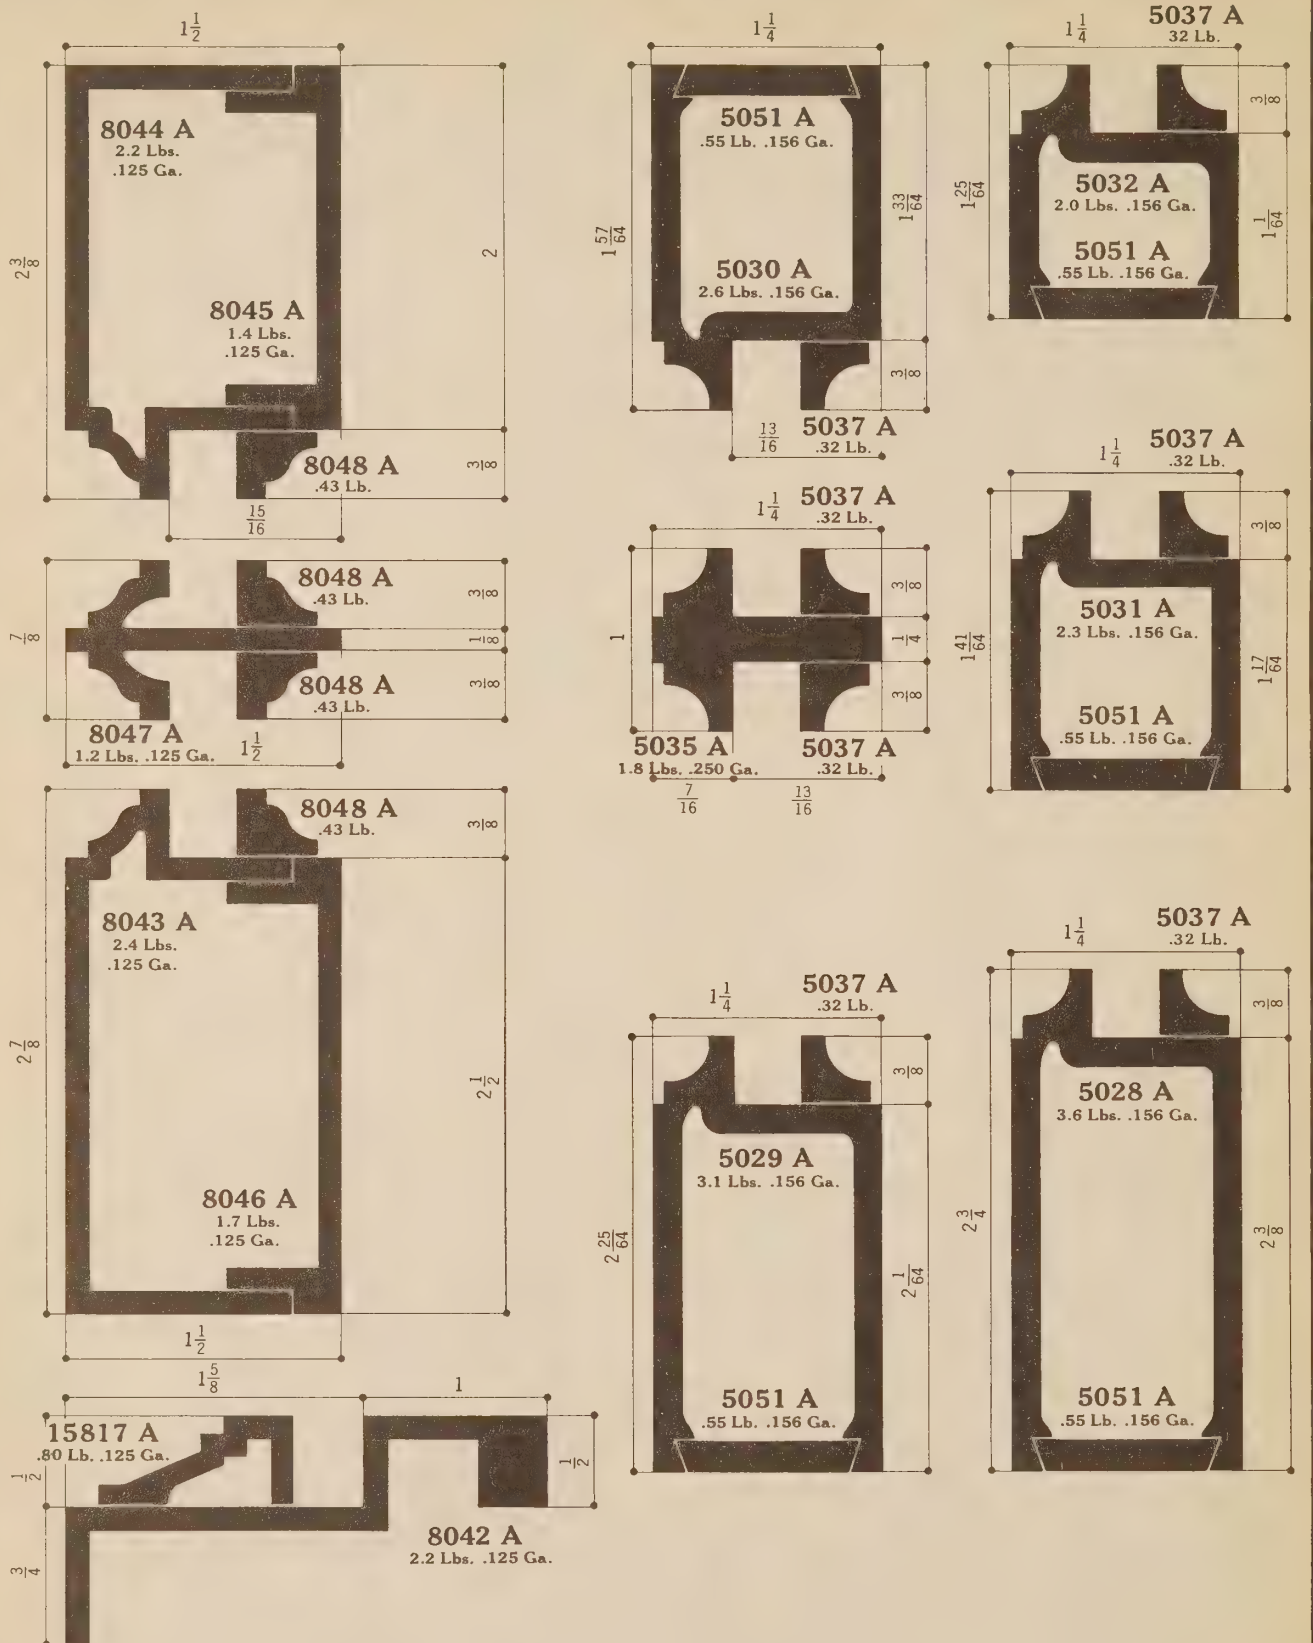 1 1/2
8044 A
2.2 Lbs.
.125 Ga.
2 3/8
2
8045 A
1.4 Lbs.
.125 Ga.
8048 A
.43 Lb.
3/8
15/16
8048 A
.43 Lb.
3/8
7/8
1/8
8048 A
.43 Lb.
3/8
8047 A
1.2 Lbs. .125 Ga.
1 1/2
8048 A
.43 Lb.
3/8
8043 A
2.4 Lbs.
.125 Ga.
2 7/8
2 1/2
8046 A
1.7 Lbs.
.125 Ga.
1 1/2
1 5/8
1
15817 A
.80 Lb. .125 Ga.
1/2
1/2
8042 A
2.2 Lbs. .125 Ga.
3/4
1 1/4
5051 A
.55 Lb. .156 Ga.
1 57/64
1 33/64
5030 A
2.6 Lbs. .156 Ga.
3/8
13/16
5037 A
.32 Lb.
1 1/4
5037 A
.32 Lb.
3/8
1
1/4
3/8
5035 A
1.8 Lbs. .250 Ga.
5037 A
.32 Lb.
7/16
13/16
1 1/4
5037 A
.32 Lb.
3/8
5029 A
3.1 Lbs. .156 Ga.
2 25/64
2 1/64
5051 A
.55 Lb. .156 Ga.
1 1/4
5037 A
32 Lb.
3/8
1 25/64
5032 A
2.0 Lbs. .156 Ga.
1 1/64
5051 A
.55 Lb. .156 Ga.
1 1/4
5037 A
.32 Lb.
3/8
5031 A
2.3 Lbs. .156 Ga.
1 41/64
1 17/64
5051 A
.55 Lb. .156 Ga.
1 1/4
5037 A
.32 Lb.
3/8
5028 A
3.6 Lbs. .156 Ga.
2 3/4
2 3/8
5051 A
.55 Lb. .156 Ga.